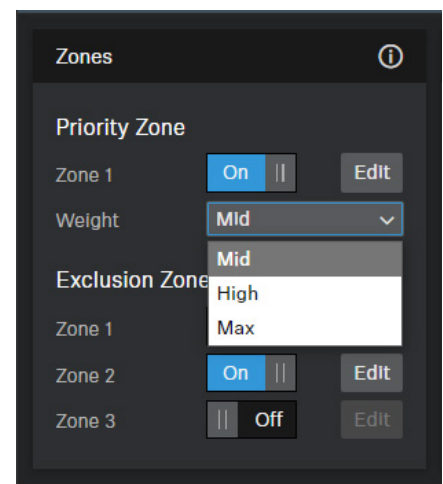 Zones
Priority Zone
Zone 1 On Edit
Weight Mid
Mid
Exclusion Zone
High
Zone 1 Max
Zone 2 On Edit
Zone 3 Off Edit